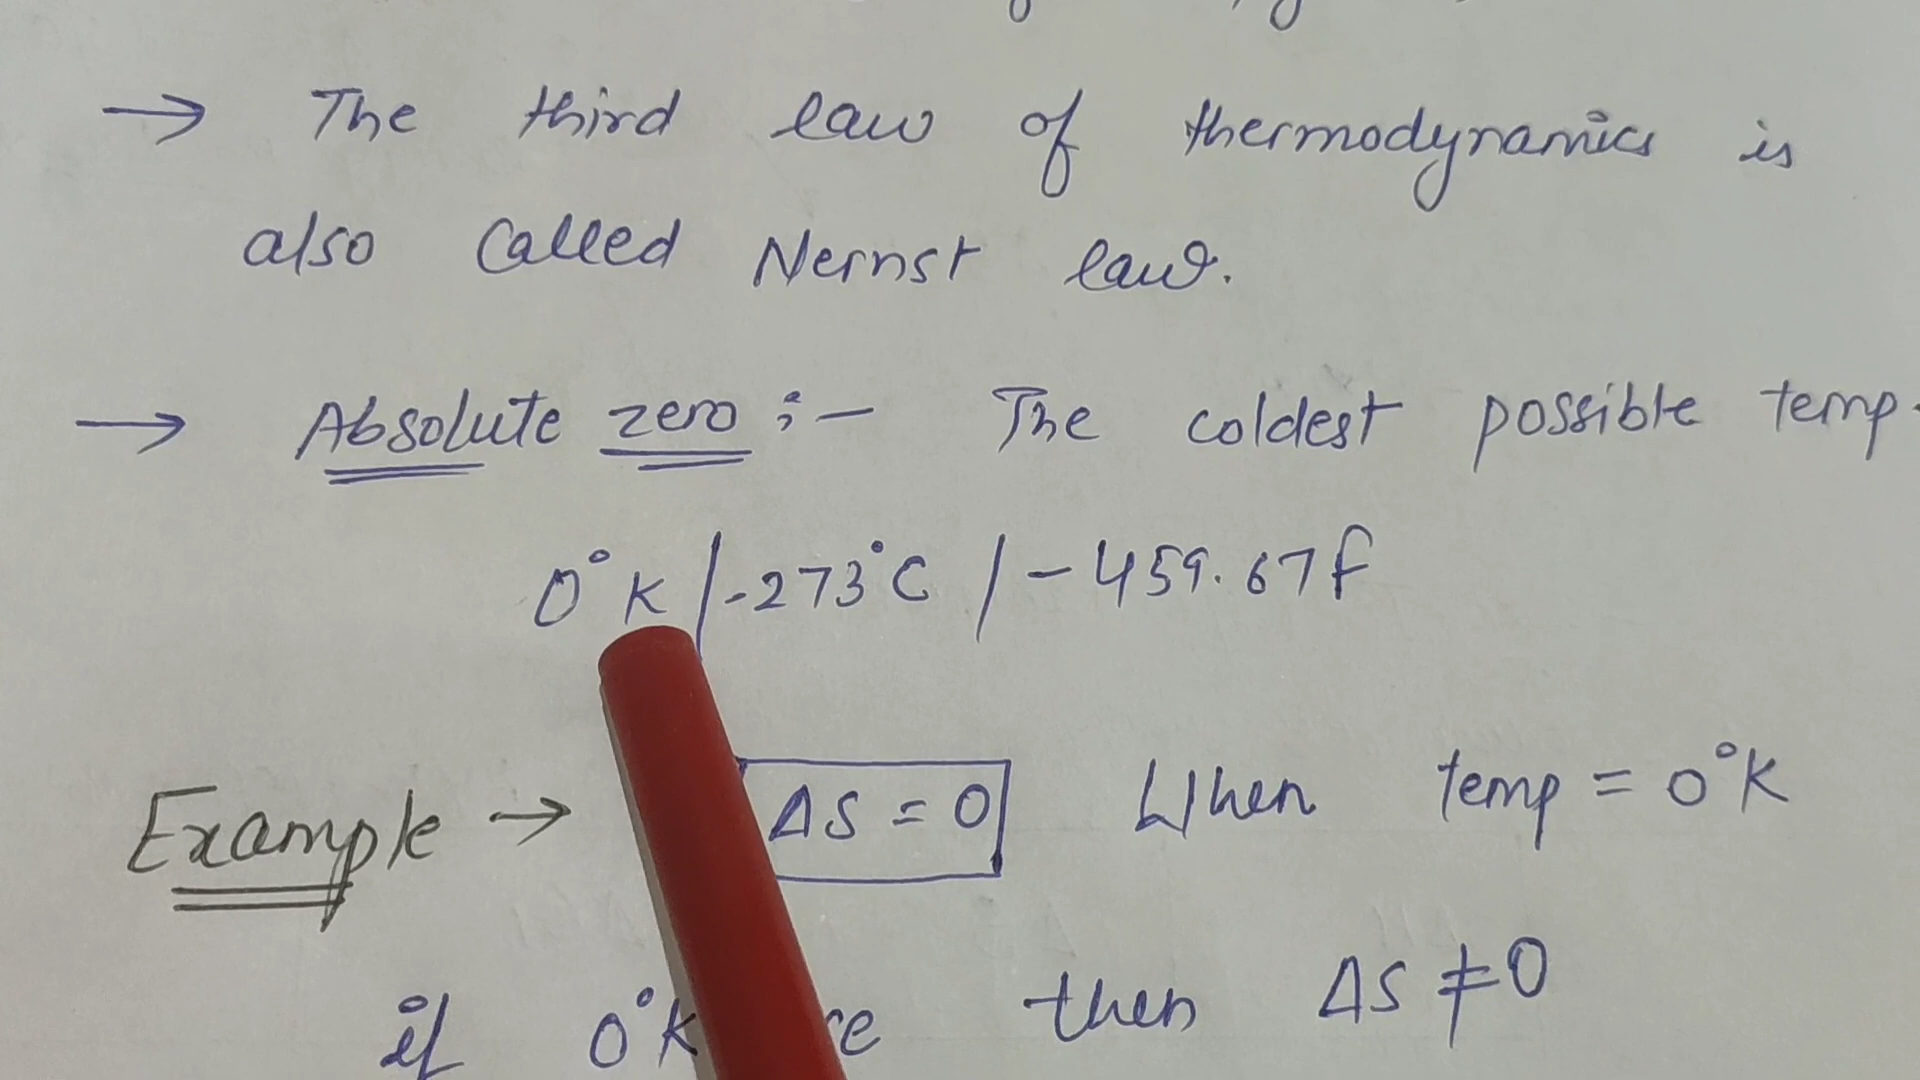 → The third law of thermodynamics is
also called Nernst law.
→ Absolute zero :- The coldest possible temp.
0°K / -273°C / -459.67f
Example → ΔS = 0 When temp = 0°K
if 0°K then ΔS ≠ 0